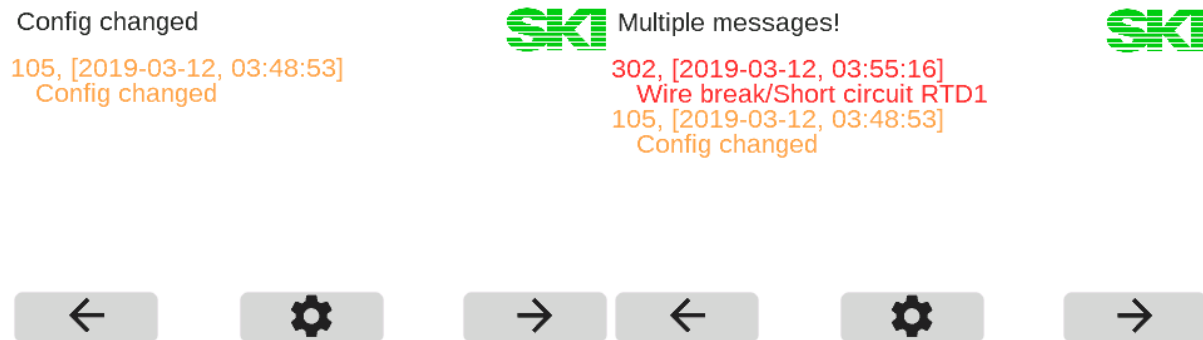 Config changed
SKI
105, [2019-03-12, 03:48:53]
Config changed
Multiple messages!
SKI
302, [2019-03-12, 03:55:16]
Wire break/Short circuit RTD1
105, [2019-03-12, 03:48:53]
Config changed